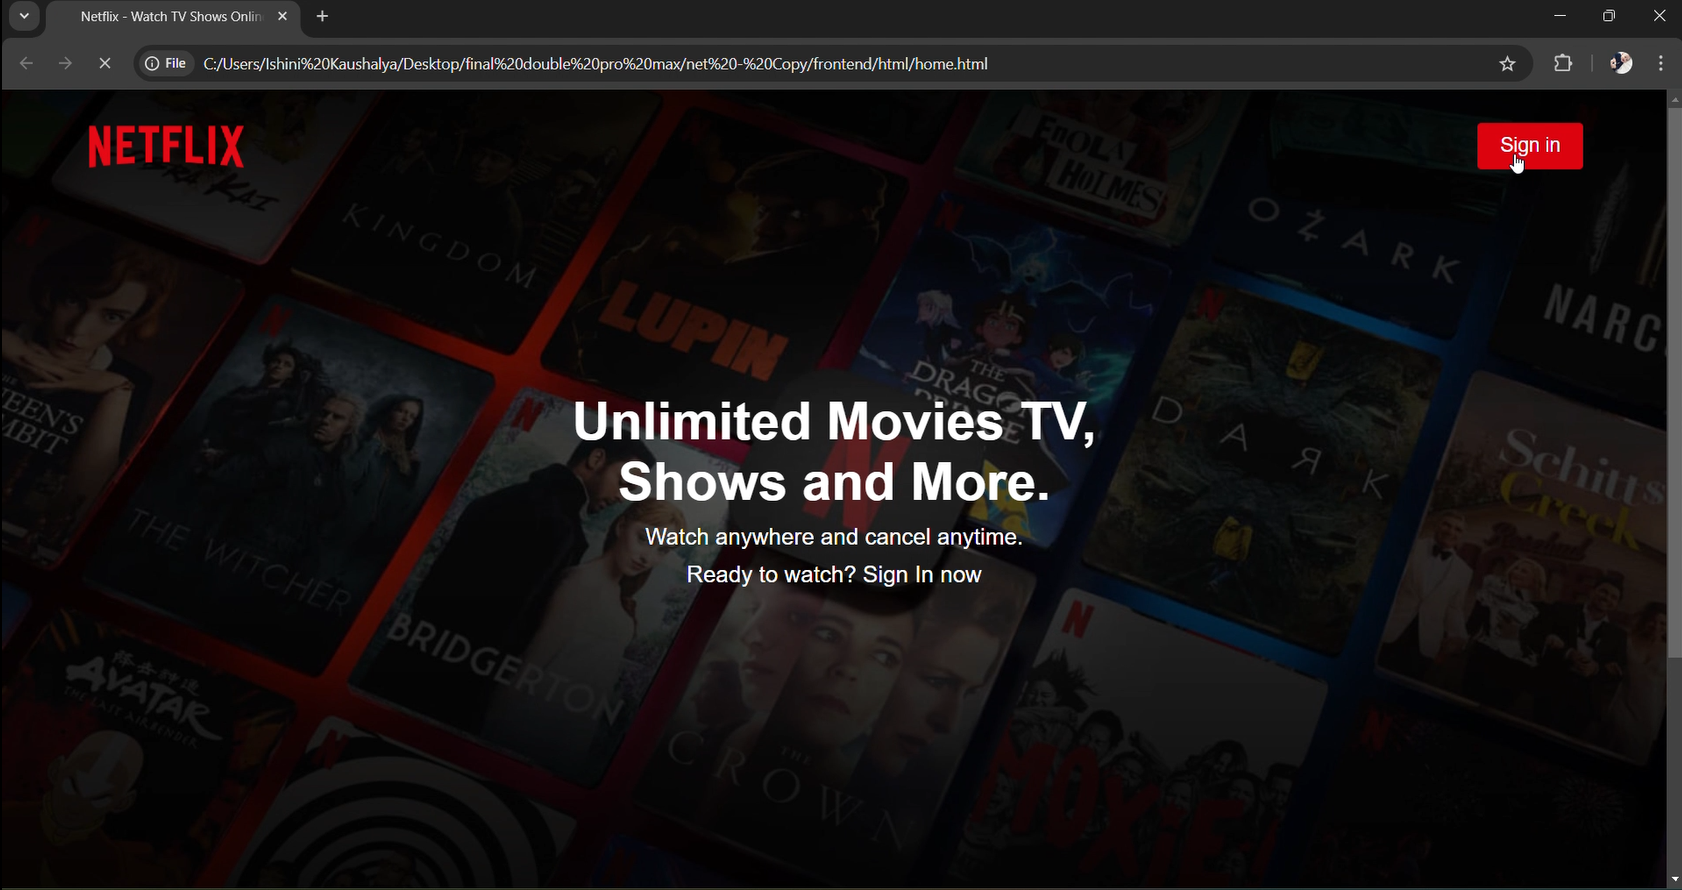 Netflix - Watch TV Shows Onlin
File C:/Users/Ishini%20Kaushalya/Desktop/final%20double%20pro%20max/net%20-%20Copy/frontend/html/home.html
NETFLIX
Sign in
ENOLA
HOLMES
KINGDOM
OZARK
NARC
LUPIN
THE
DRAGON
Unlimited Movies TV,
Shows and More.
DARK
Schitt's
Creek
Watch anywhere and cancel anytime.
Ready to watch? Sign In now
THE WITCHER
BRIDGERTON
AVATAR
THE LAST AIRBENDER
THE
CROWN
MOXIE